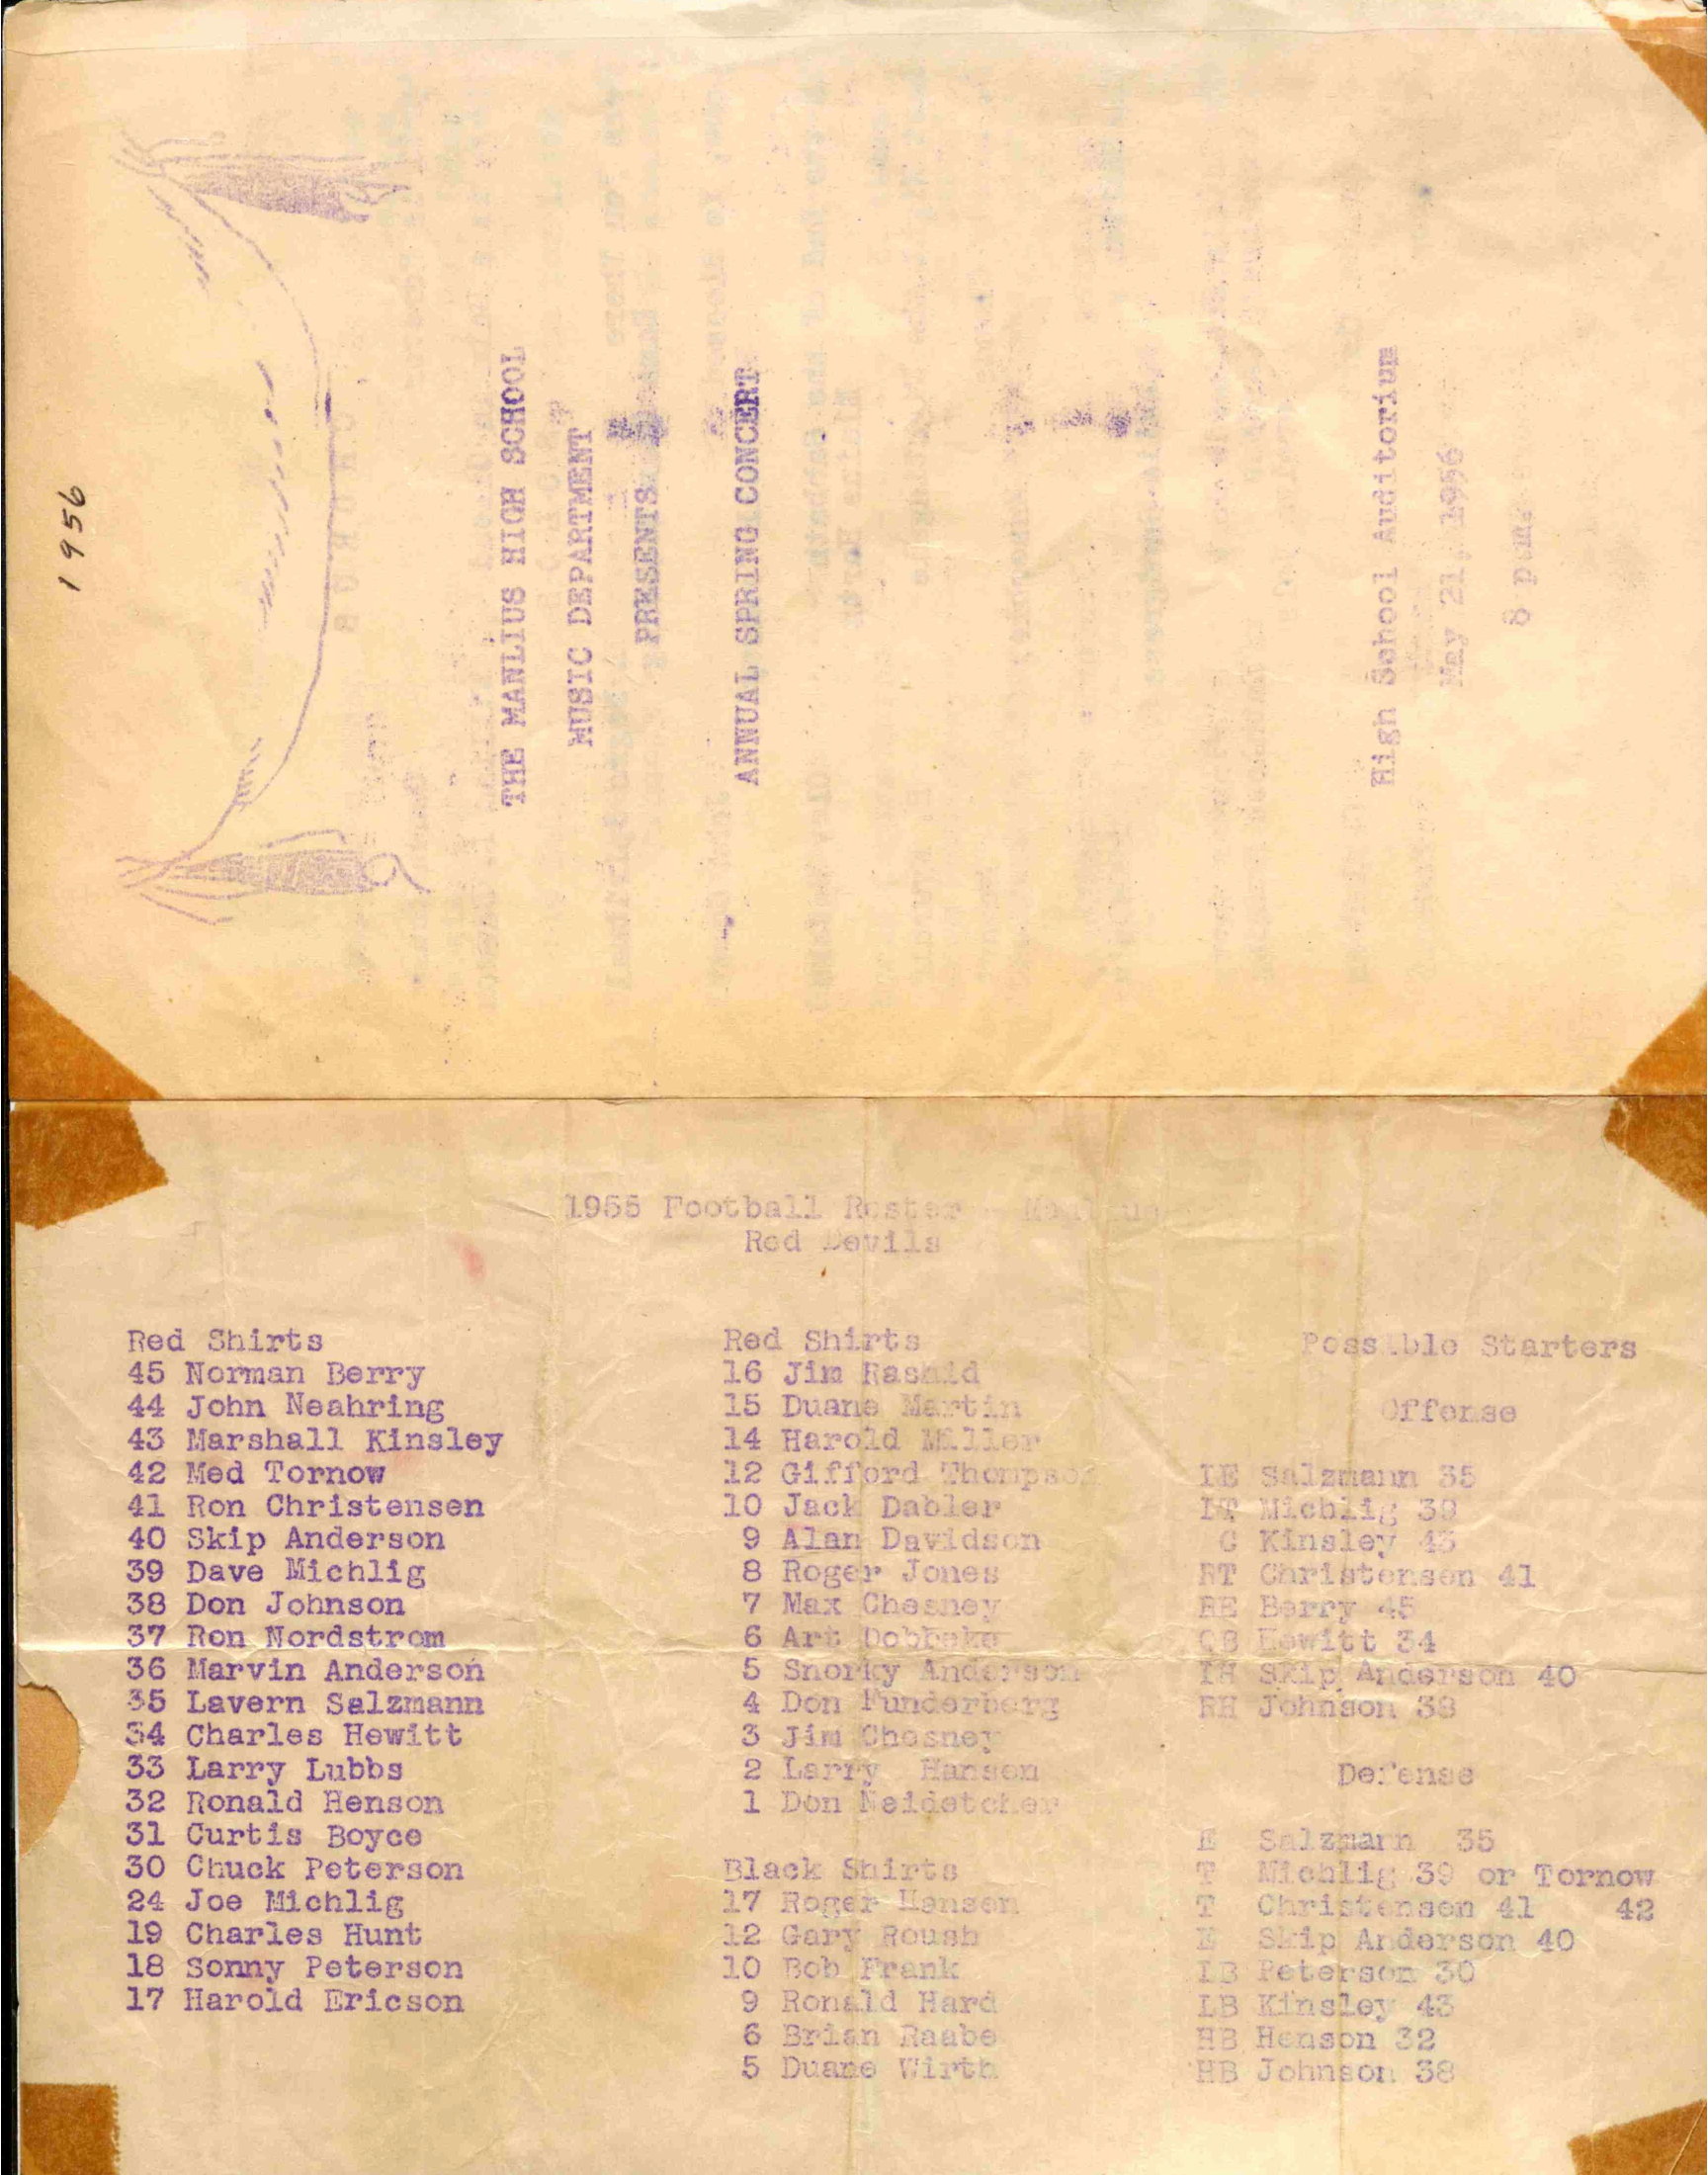 1956
THE MANLIUS HIGH SCHOOL
MUSIC DEPARTMENT
PRESENTS
ANNUAL SPRING CONCERT
High School Auditorium
May 21, 1956
8 p.m.
1955 Football Roster
Red Devils
Red Shirts
45 Norman Berry
44 John Neahring
43 Marshall Kinsley
42 Med Tornow
41 Ron Christensen
40 Skip Anderson
39 Dave Michlig
38 Don Johnson
37 Ron Nordstrom
36 Marvin Anderson
35 Lavern Salzmann
34 Charles Hewitt
33 Larry Lubbs
32 Ronald Henson
31 Curtis Boyce
30 Chuck Peterson
24 Joe Michlig
19 Charles Hunt
18 Sonny Peterson
17 Harold Ericson
Red Shirts
16 Jim Rashid
15 Duane Martin
14 Harold Miller
12 Gifford Thompson
10 Jack Dabler
9 Alan Davidson
8 Roger Jones
7 Max Chesney
6 Art
5 Snorky Anderson
4 Don Funderberg
3 Jim Chesney
2 Larry Hansen
1 Don Neidetcher
Black Shirts
17 Roger Hansen
12 Gary Roush
10 Bob Frank
9 Ronald Hard
6 Brian Raabe
5 Duane Wirth
Possible Starters
Offense
LE Salzmann 35
LT Michlig 39
C Kinsley 43
RT Christensen 41
RE Berry 45
QB Hewitt 34
LH Skip Anderson 40
RH Johnson 38
Defense
E Salzmann 35
T Michlig 39 or Tornow
T Christensen 41 42
E Skip Anderson 40
LB Peterson 30
LB Kinsley 43
HB Henson 32
HB Johnson 38